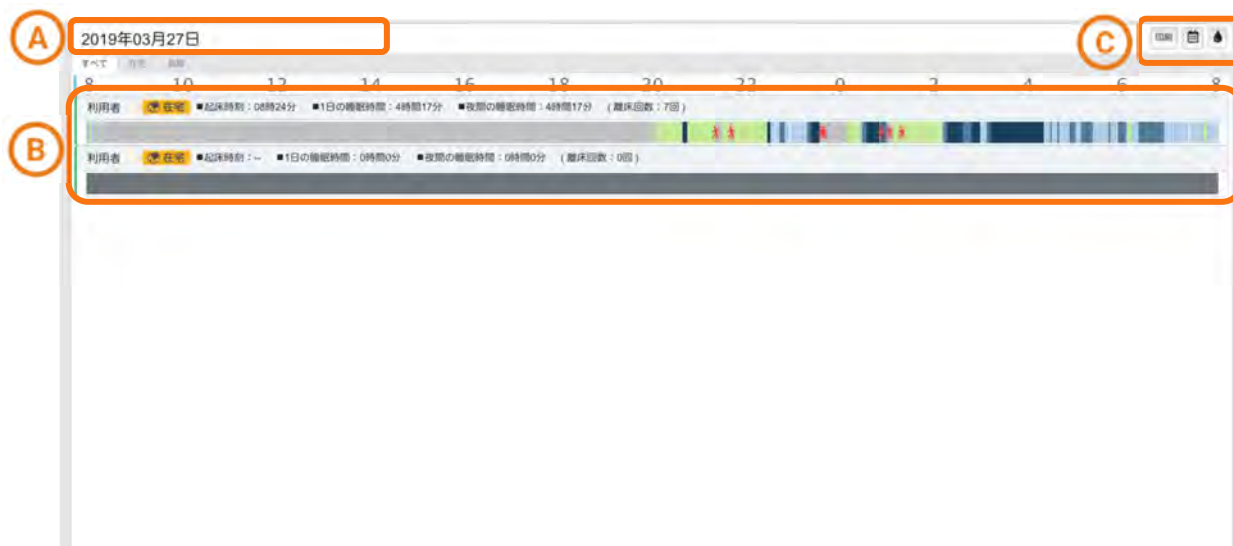 A
2019年03月27日
C
印刷
すべて 在宅
8 10 12 14 16 18 20 22 0 2 4 6 8
B
利用者 在宅 ■起床時刻：08時24分 ■1日の睡眠時間：4時間17分 ■夜間の睡眠時間：4時間17分 （離床回数：7回）
利用者 在宅 ■起床時刻：-- ■1日の睡眠時間：0時間0分 ■夜間の睡眠時間：0時間0分 （離床回数：0回）